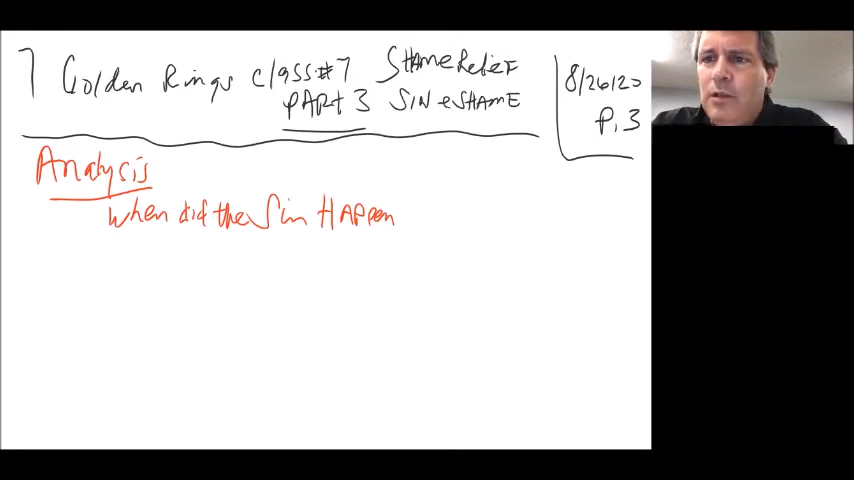 7 Golden Rings class#7 SHAME Relief
PART 3 SIN & SHAME
8/26/20
P. 3
Analysis
When did the Sin HAPPen